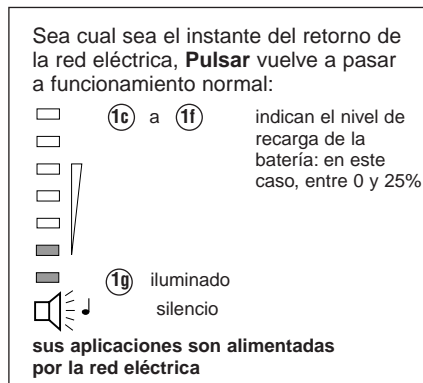 Sea cual sea el instante del retorno de
la red eléctrica, Pulsar vuelve a pasar
a funcionamiento normal:
1c a 1f indican el nivel de
recarga de la
batería: en este
caso, entre 0 y 25%
1g iluminado
silencio
sus aplicaciones son alimentadas
por la red eléctrica